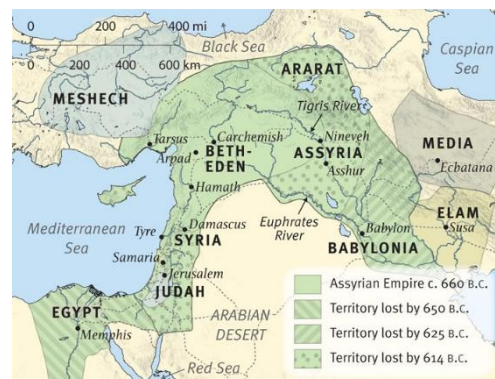 0 200 400 mi
0 200 400 600 km
Black Sea
Caspian
Sea
ARARAT
MESHECH
Tigris River
Tarsus
Carchemish
Nineveh
MEDIA
Arpad
BETH-
EDEN
ASSYRIA
Ecbatana
Asshur
Hamath
ELAM
Mediterranean
Sea
Tyre
Damascus
SYRIA
Euphrates
River
Babylon
Susa
BABYLONIA
Samaria
Jerusalem
JUDAH
EGYPT
Memphis
ARABIAN
DESERT
Red Sea
Assyrian Empire c. 660 B.C.
Territory lost by 650 B.C.
Territory lost by 625 B.C.
Territory lost by 614 B.C.